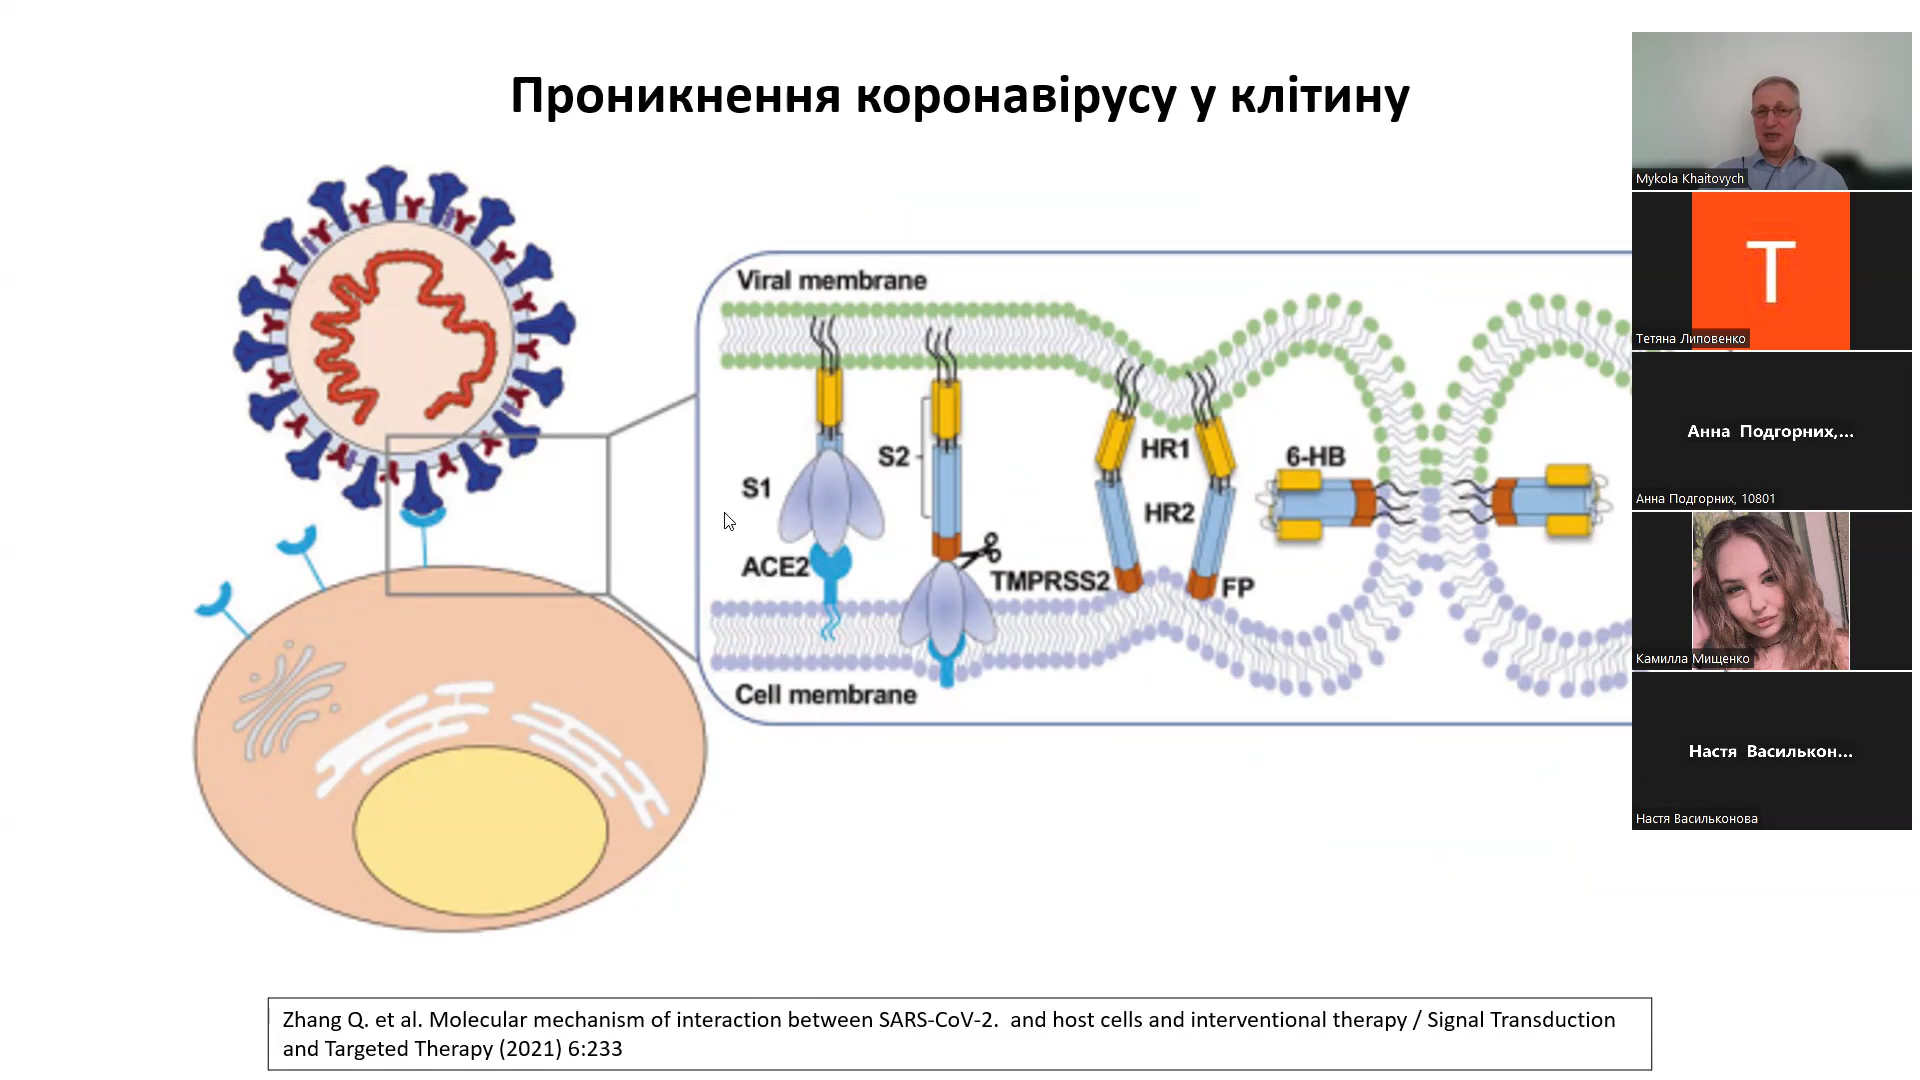 Проникнення коронавірусу у клітину
Viral membrane
S1
S2
ACE2
TMPRSS2
HR1
HR2
FP
6-HB
Cell membrane
Zhang Q. et al. Molecular mechanism of interaction between SARS-CoV-2.  and host cells and interventional therapy / Signal Transduction
and Targeted Therapy (2021) 6:233
Mykola Khaitovych
T
Тетяна Липовенко
Анна Подгорних,...
Анна Подгорних, 10801
Камилла Мищенко
Настя Васильkон...
Настя Васильконова